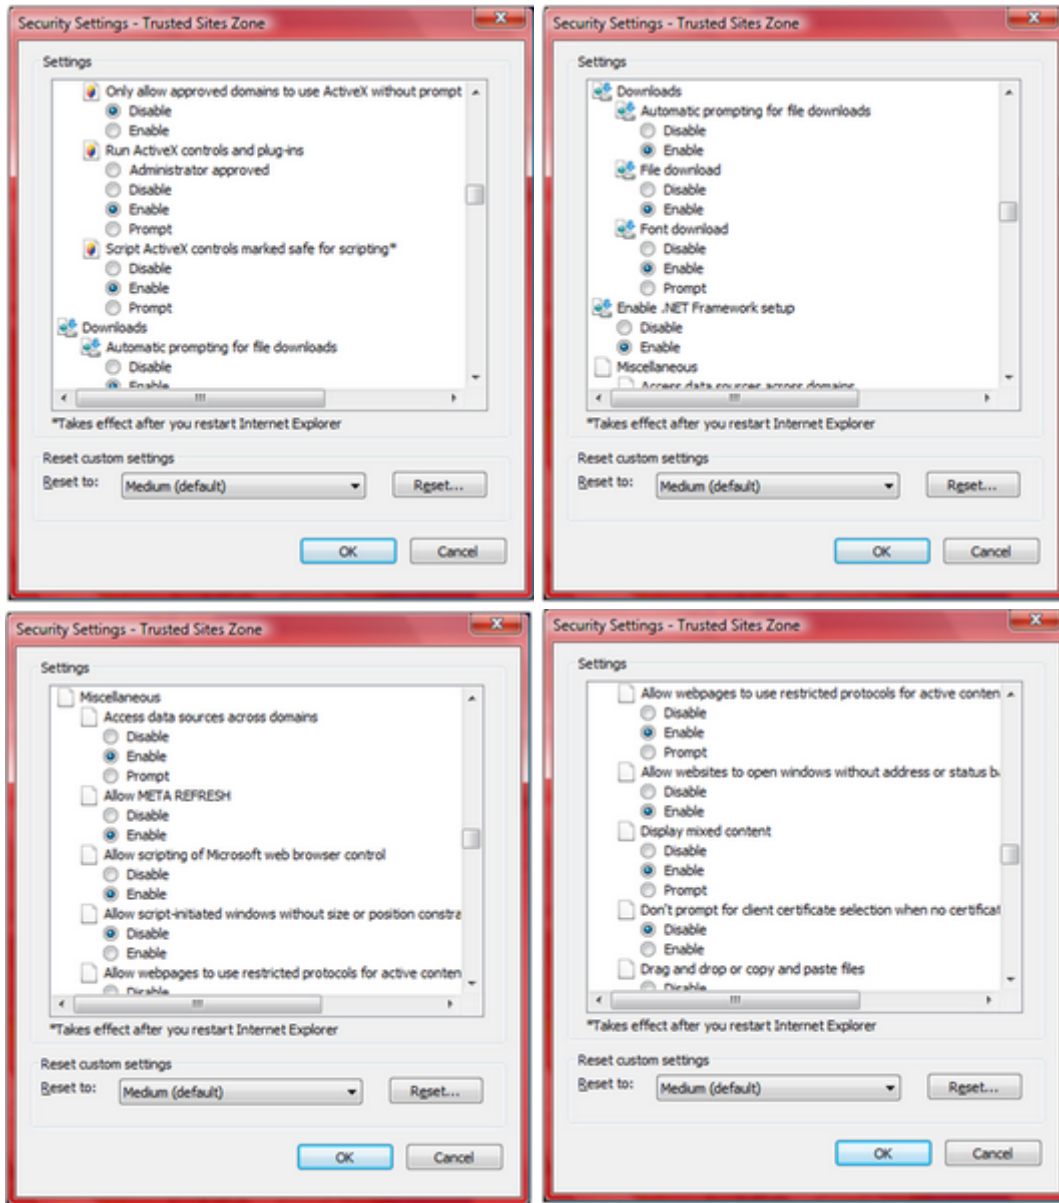 Security Settings - Trusted Sites Zone
Settings
Only allow approved domains to use ActiveX without prompt
Disable
Enable
Run ActiveX controls and plug-ins
Administrator approved
Disable
Enable
Prompt
Script ActiveX controls marked safe for scripting*
Disable
Enable
Prompt
Downloads
Automatic prompting for file downloads
Disable
Enable
*Takes effect after you restart Internet Explorer
Reset custom settings
Reset to:
Medium (default)
Reset...
OK
Cancel
Security Settings - Trusted Sites Zone
Settings
Downloads
Automatic prompting for file downloads
Disable
Enable
File download
Disable
Enable
Font download
Disable
Enable
Prompt
Enable .NET Framework setup
Disable
Enable
Miscellaneous
Access data sources across domains
*Takes effect after you restart Internet Explorer
Reset custom settings
Reset to:
Medium (default)
Reset...
OK
Cancel
Security Settings - Trusted Sites Zone
Settings
Miscellaneous
Access data sources across domains
Disable
Enable
Prompt
Allow META REFRESH
Disable
Enable
Allow scripting of Microsoft web browser control
Disable
Enable
Allow script-initiated windows without size or position constra
Disable
Enable
Allow webpages to use restricted protocols for active conten
Disable
*Takes effect after you restart Internet Explorer
Reset custom settings
Reset to:
Medium (default)
Reset...
OK
Cancel
Security Settings - Trusted Sites Zone
Settings
Allow webpages to use restricted protocols for active conten
Disable
Enable
Prompt
Allow websites to open windows without address or status ba
Disable
Enable
Display mixed content
Disable
Enable
Prompt
Don't prompt for client certificate selection when no certificat
Disable
Enable
Drag and drop or copy and paste files
Disable
*Takes effect after you restart Internet Explorer
Reset custom settings
Reset to:
Medium (default)
Reset...
OK
Cancel